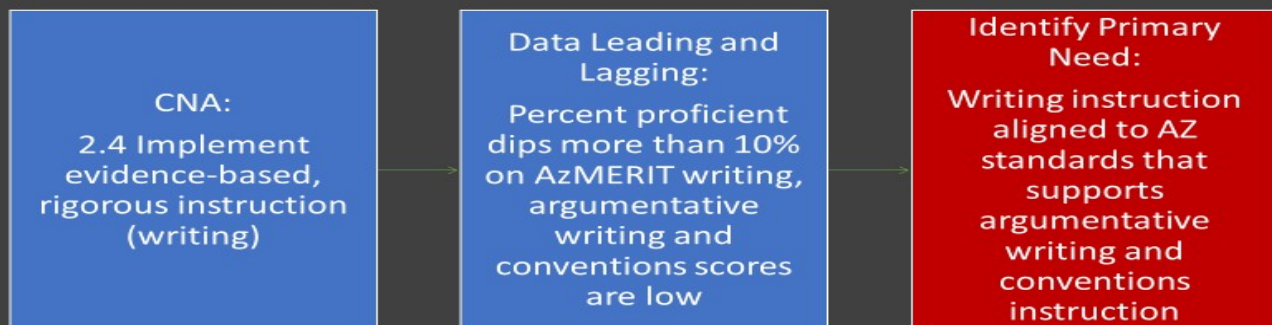 CNA:
2.4 Implement
evidence-based,
rigorous instruction
(writing)
Data Leading and
Lagging:
Percent proficient
dips more than 10%
on AzMERIT writing,
argumentative
writing and
conventions scores
are low
Identify Primary
Need:
Writing instruction
aligned to AZ
standards that
supports
argumentative
writing and
conventions
instruction